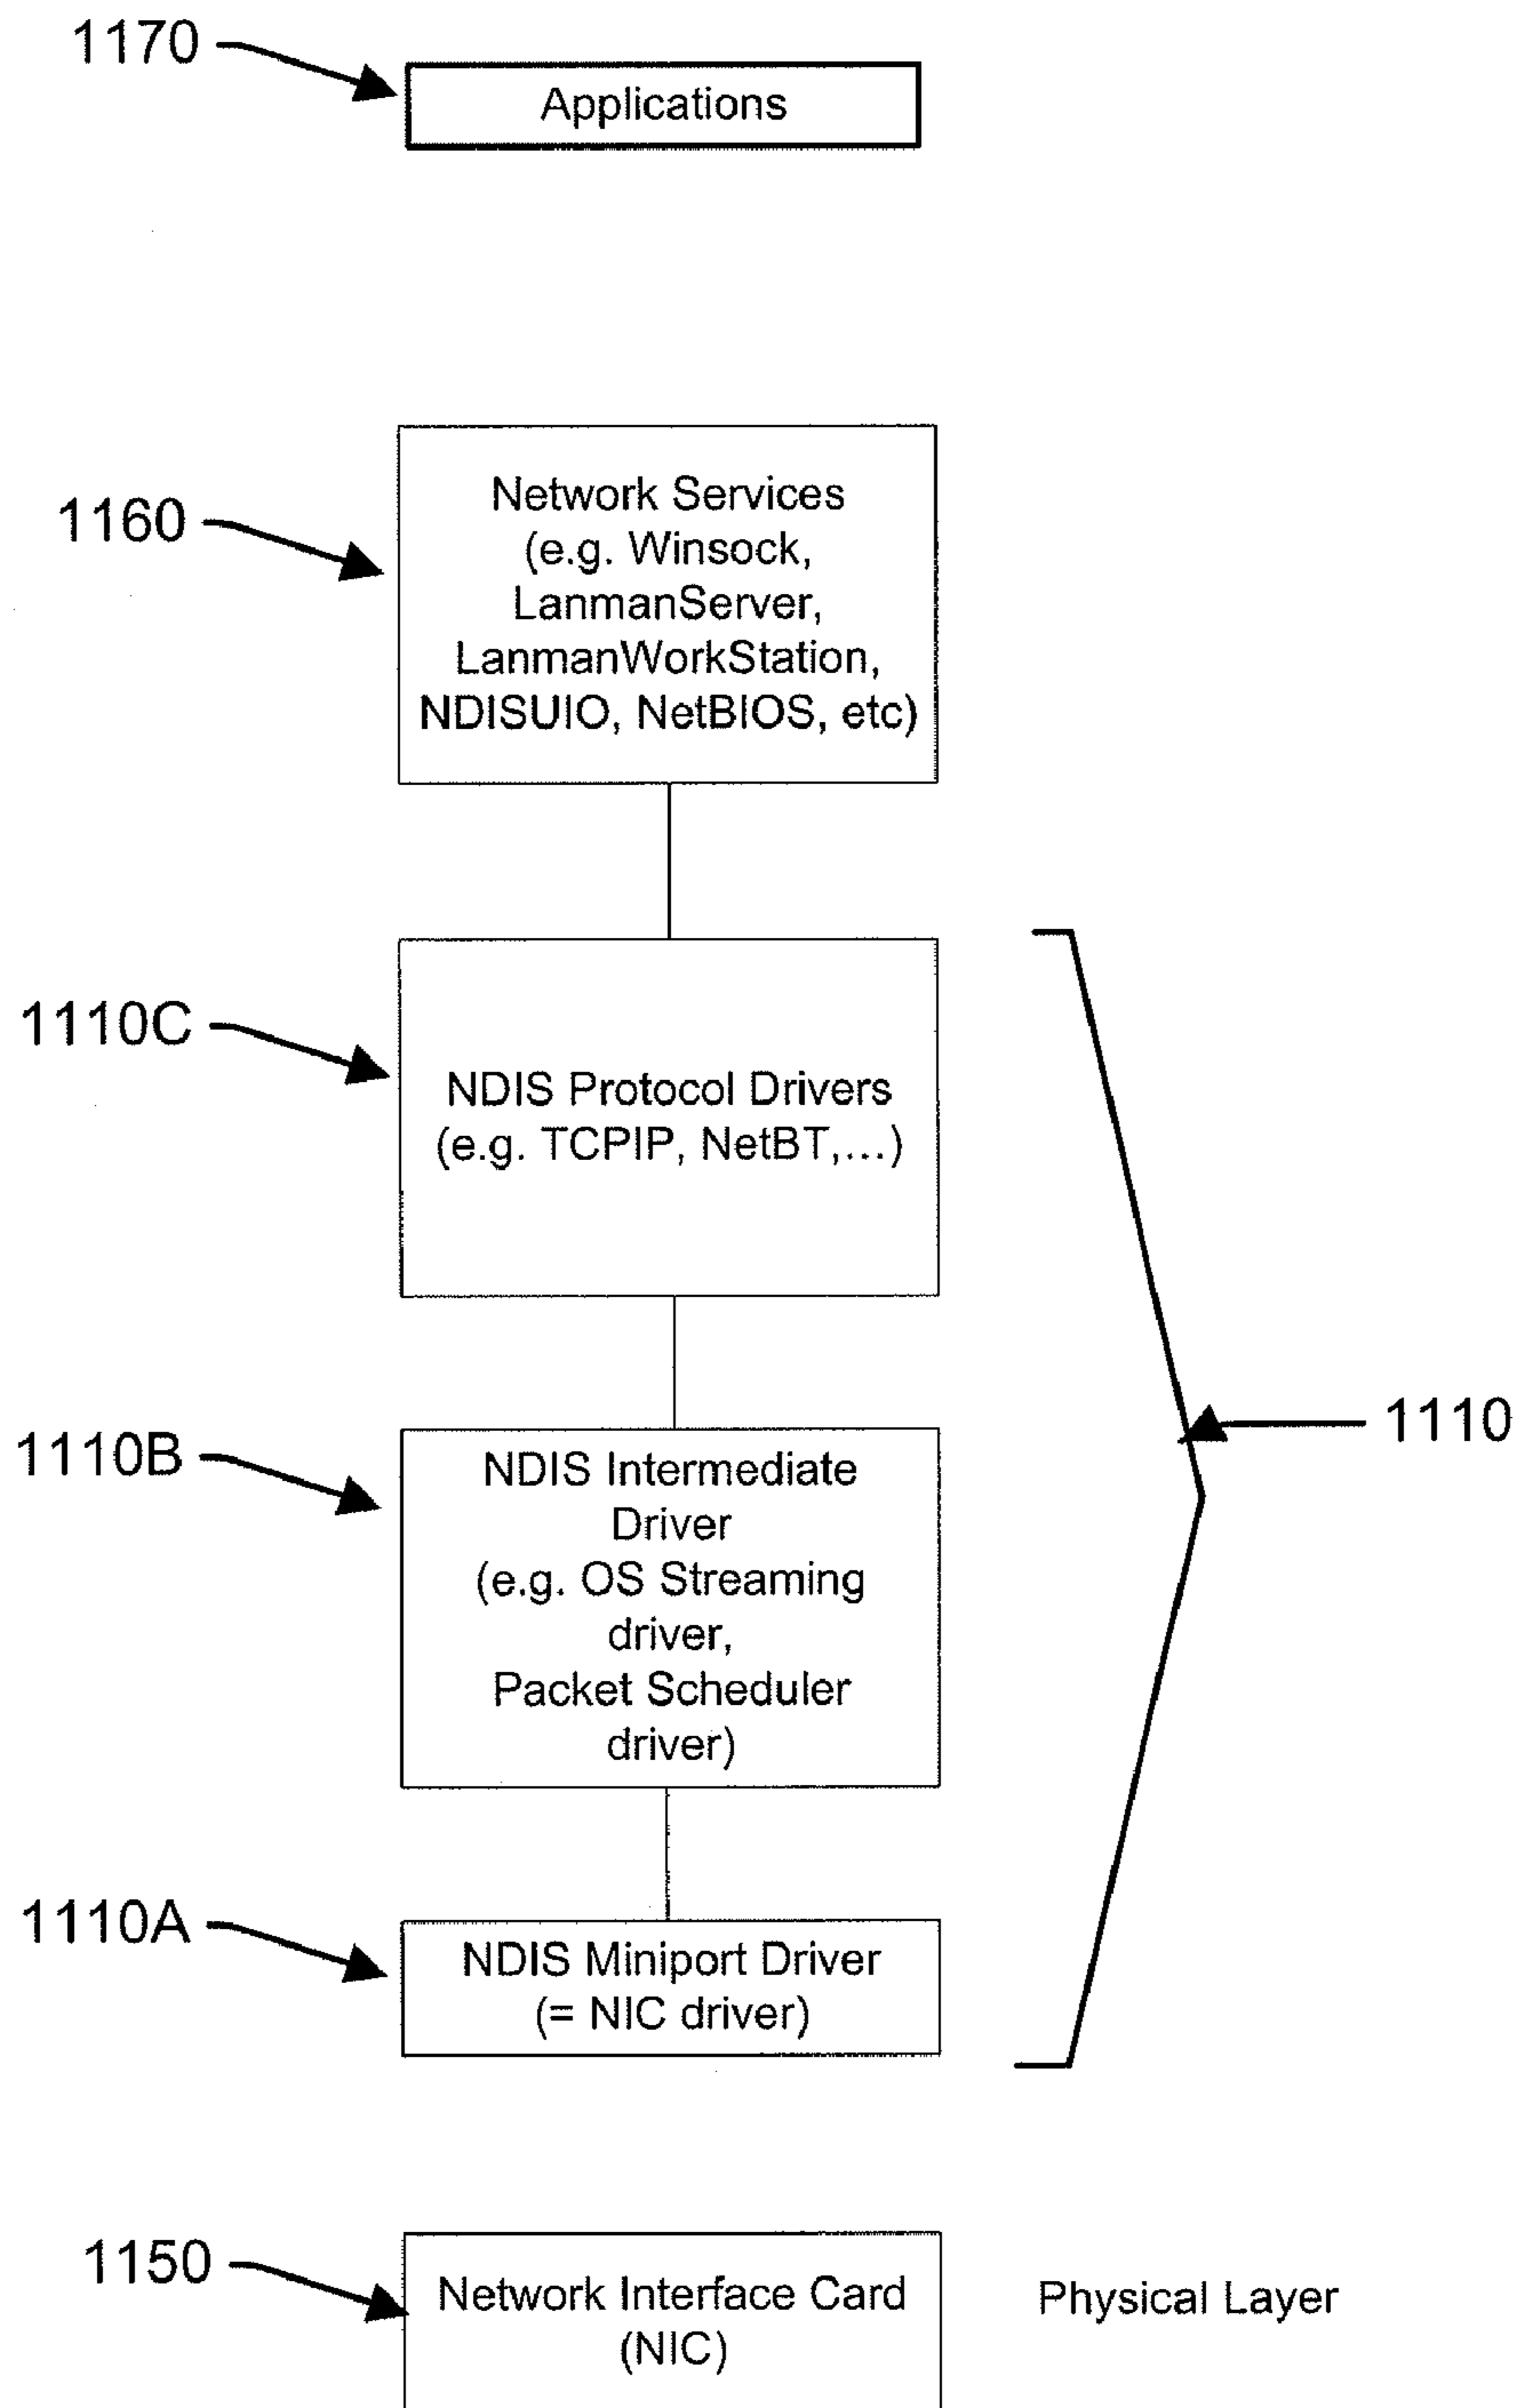 1170
Applications
1160
Network Services
(e.g. Winsock,
LanmanServer,
LanmanWorkStation,
NDISUIO, NetBIOS, etc)
1110C
NDIS Protocol Drivers
(e.g. TCPIP, NetBT,...)
1110
1110B
NDIS Intermediate
Driver
(e.g. OS Streaming
driver,
Packet Scheduler
driver)
1110A
NDIS Miniport Driver
(= NIC driver)
1150
Network Interface Card
(NIC)
Physical Layer